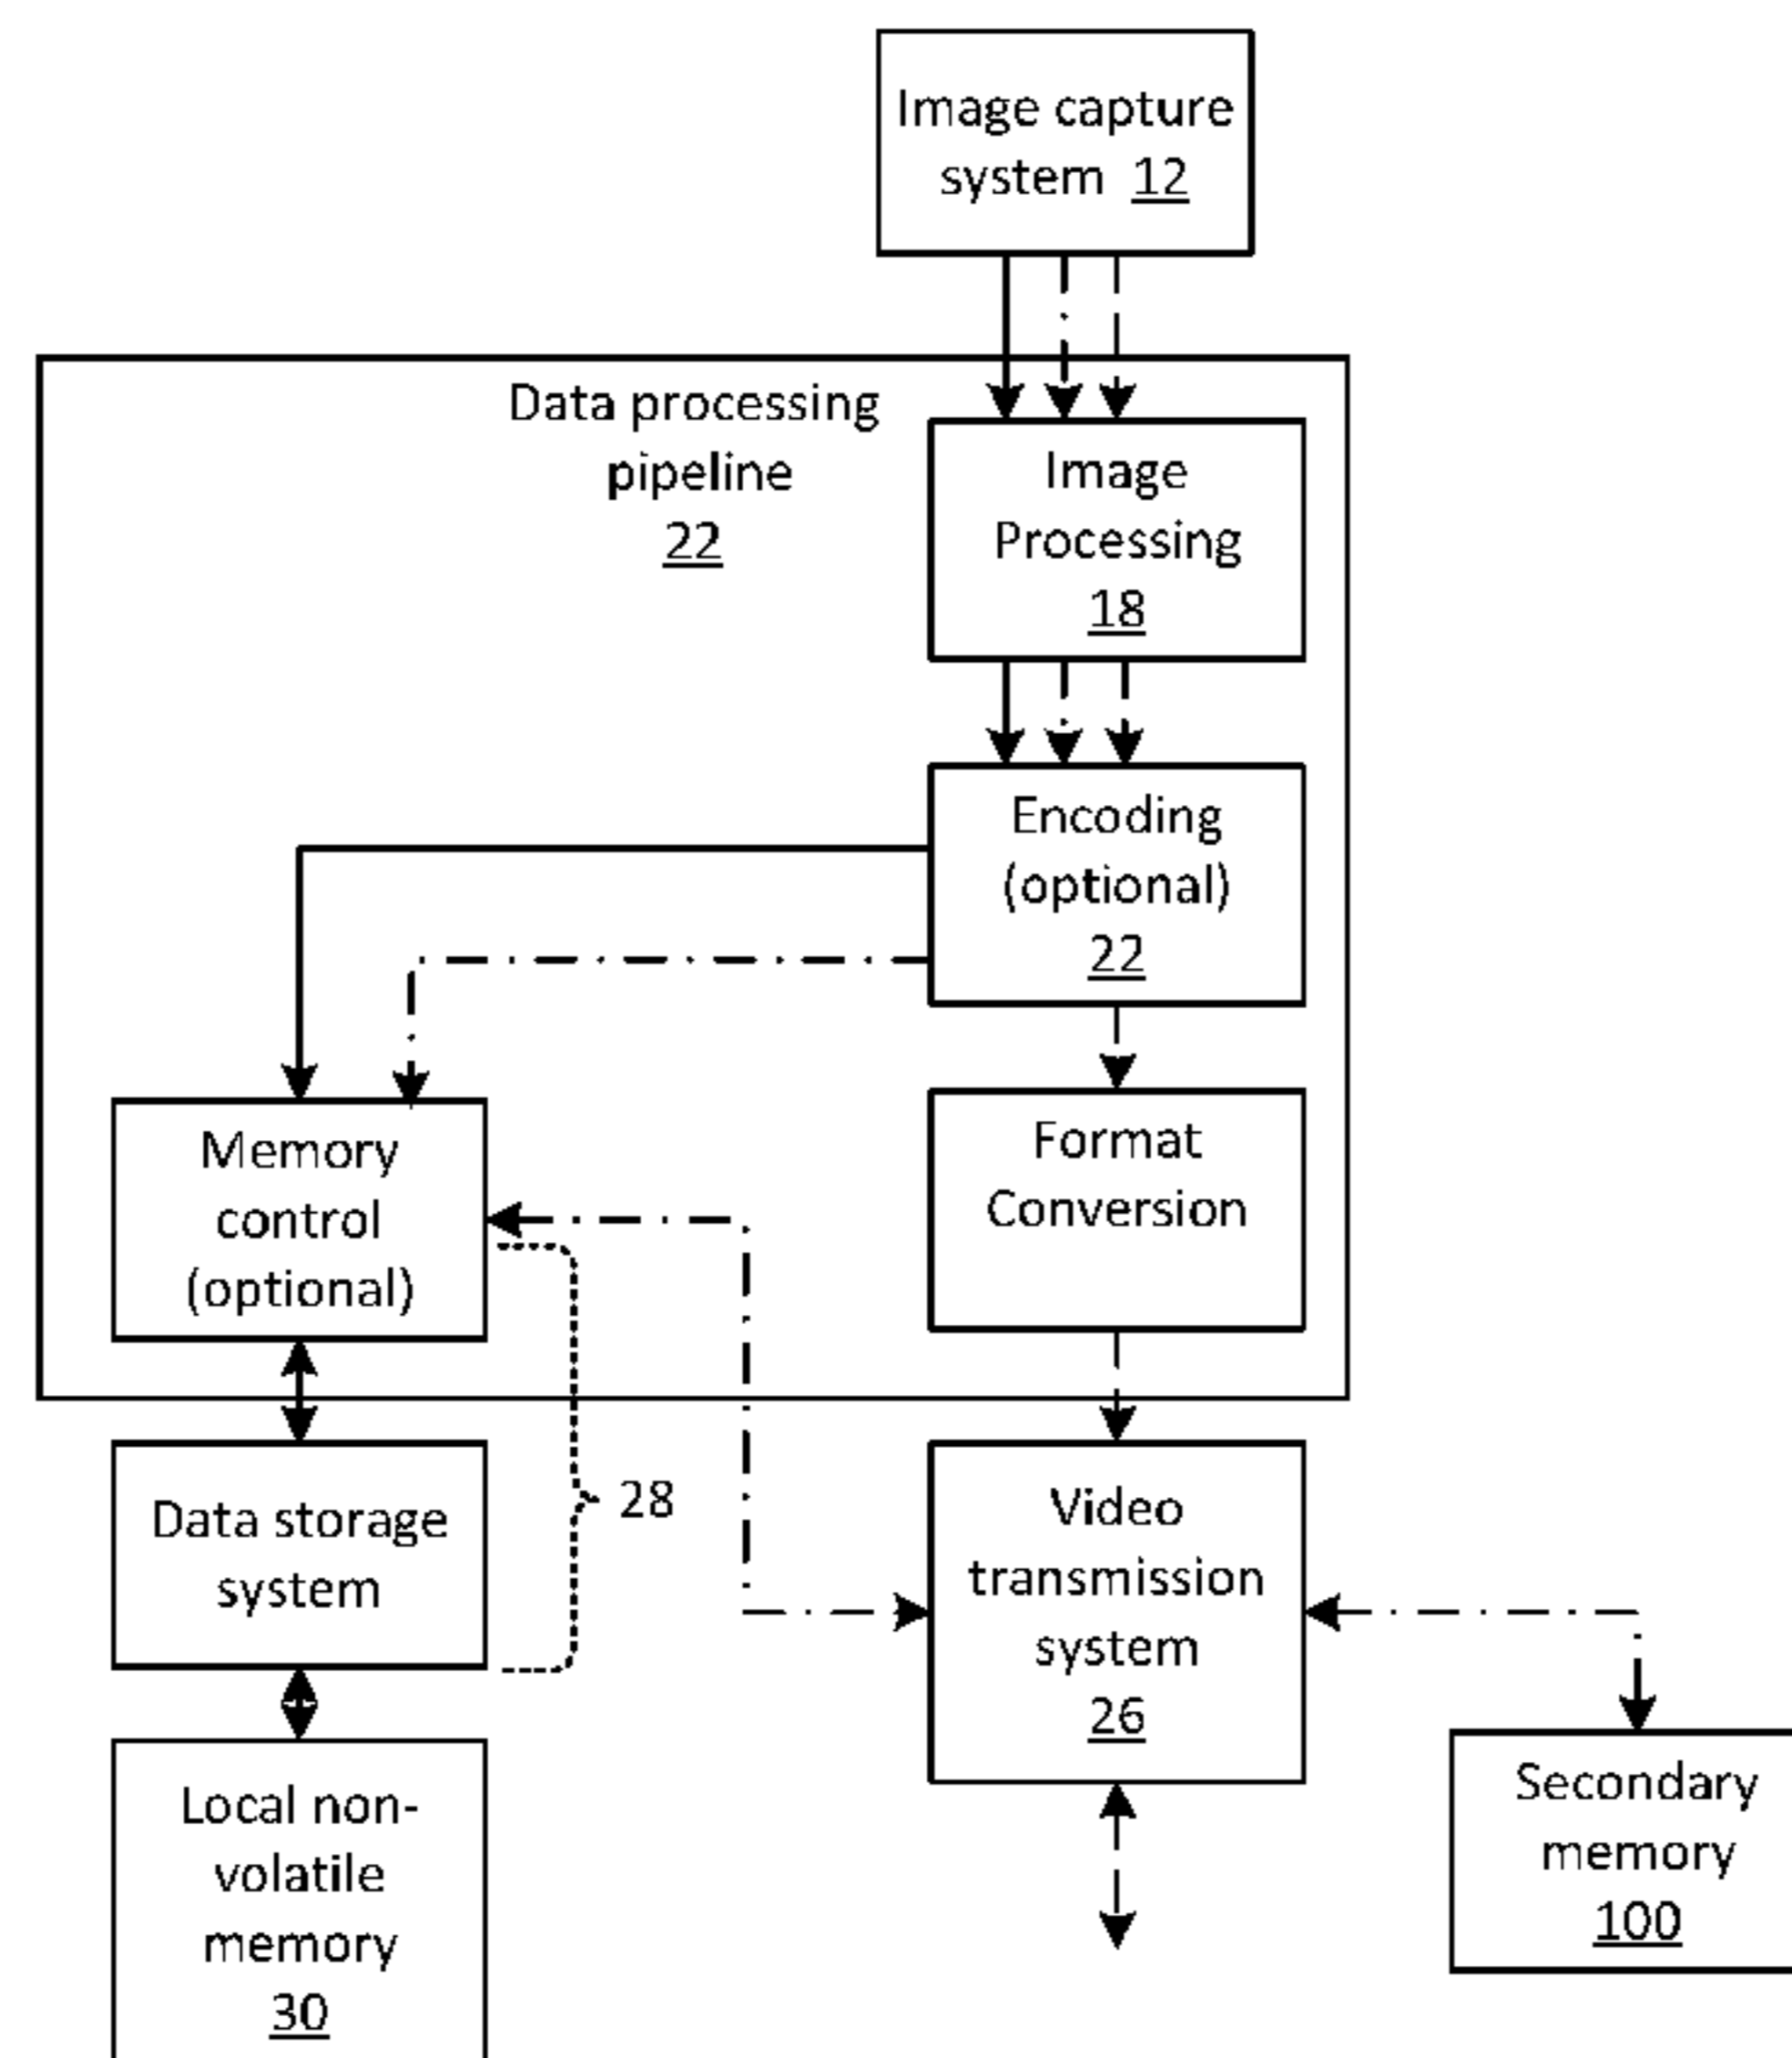 Image capture
system 12
Data processing
pipeline
22
Image
Processing
18
Encoding
(optional)
22
Memory
control
(optional)
Format
Conversion
Data storage
system
28
Video
transmission
system
26
Local non-
volatile
memory
30
Secondary
memory
100